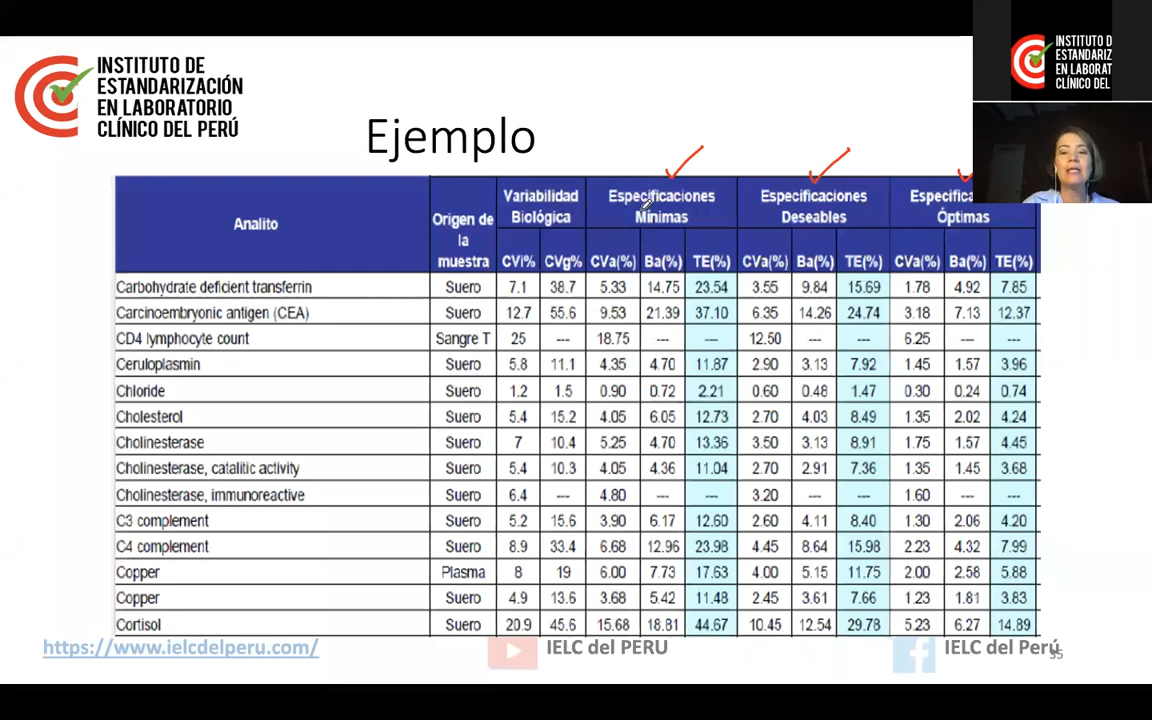 INSTITUTO DE
ESTANDARIZACIÓN
EN LABORATORIO
CLÍNICO DEL PERÚ
INSTITUTO D
ESTANDARIZ
EN LABORAT
CLÍNICO DEL
Ejemplo
Analito Origen de la muestra Variabilidad Biológica Especificaciones Mínimas Especificaciones Deseables Especifica Óptimas
CVi% CVg% CVa(%) Ba(%) TE(%) CVa(%) Ba(%) TE(%) CVa(%) Ba(%) TE(%)
Carbohydrate deficient transferrin Suero 7.1 38.7 5.33 14.75 23.54 3.55 9.84 15.69 1.78 4.92 7.85
Carcinoembryonic antigen (CEA) Suero 12.7 55.6 9.53 21.39 37.10 6.35 14.26 24.74 3.18 7.13 12.37
CD4 lymphocyte count Sangre T 25 --- 18.75 --- --- 12.50 --- --- 6.25 --- ---
Ceruloplasmin Suero 5.8 11.1 4.35 4.70 11.87 2.90 3.13 7.92 1.45 1.57 3.96
Chloride Suero 1.2 1.5 0.90 0.72 2.21 0.60 0.48 1.47 0.30 0.24 0.74
Cholesterol Suero 5.4 15.2 4.05 6.05 12.73 2.70 4.03 8.49 1.35 2.02 4.24
Cholinesterase Suero 7 10.4 5.25 4.70 13.36 3.50 3.13 8.91 1.75 1.57 4.45
Cholinesterase, catalitic activity Suero 5.4 10.3 4.05 4.36 11.04 2.70 2.91 7.36 1.35 1.45 3.68
Cholinesterase, immunoreactive Suero 6.4 --- 4.80 --- --- 3.20 --- --- 1.60 --- ---
C3 complement Suero 5.2 15.6 3.90 6.17 12.60 2.60 4.11 8.40 1.30 2.06 4.20
C4 complement Suero 8.9 33.4 6.68 12.96 23.98 4.45 8.64 15.98 2.23 4.32 7.99
Copper Plasma 8 19 6.00 7.73 17.63 4.00 5.15 11.75 2.00 2.58 5.88
Copper Suero 4.9 13.6 3.68 5.42 11.48 2.45 3.61 7.66 1.23 1.81 3.83
Cortisol Suero 20.9 45.6 15.68 18.81 44.67 10.45 12.54 29.78 5.23 6.27 14.89
https://www.ielcdelperu.com/ IELC del PERU IELC del Perú
35